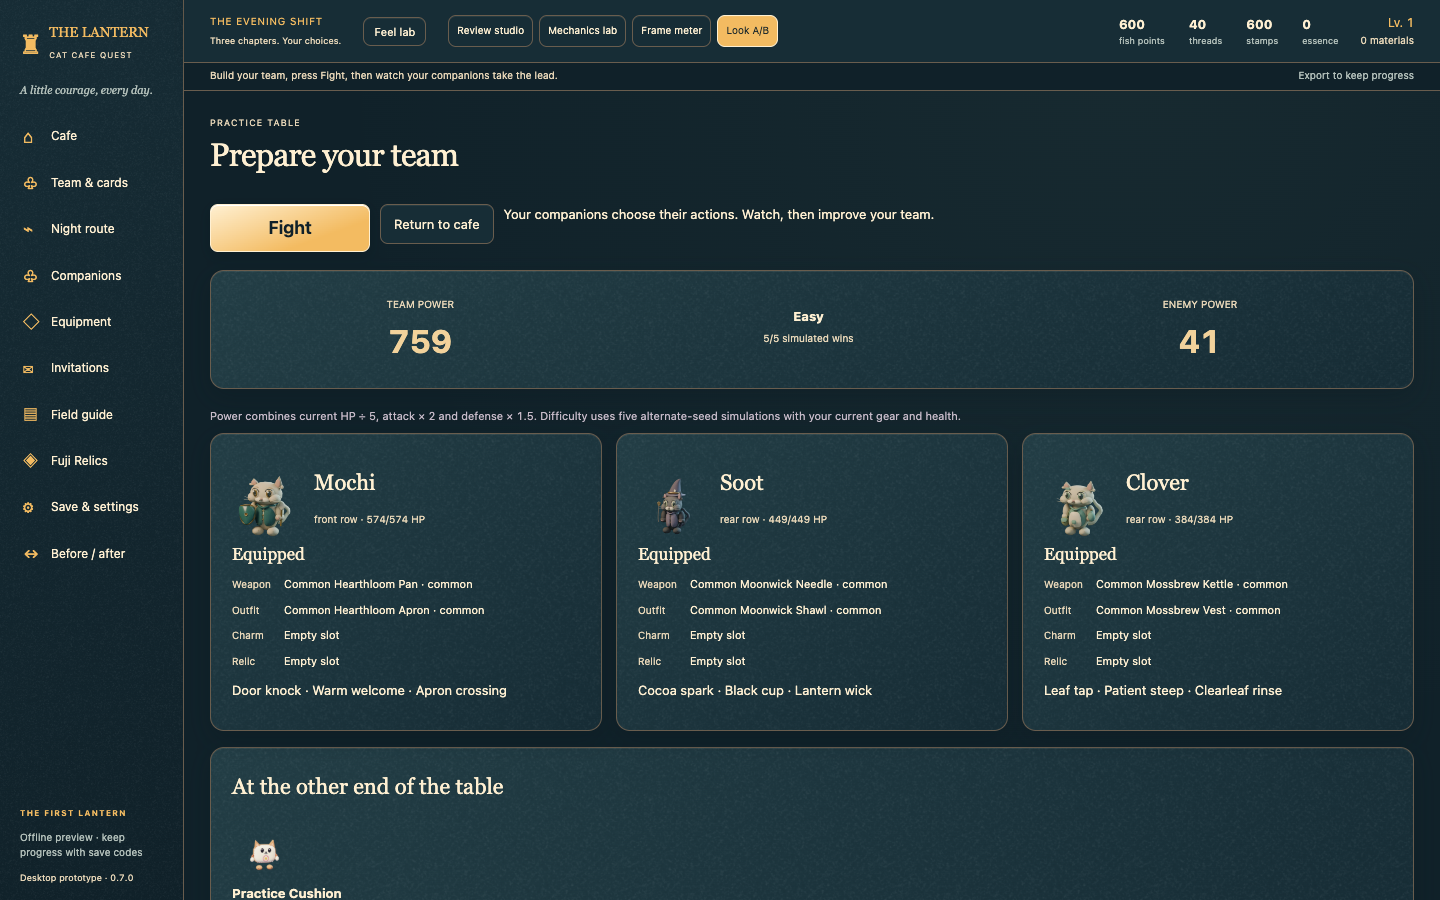 THE LANTERN
CAT CAFE QUEST
A little courage, every day.
Cafe
Team & cards
Night route
Companions
Equipment
Invitations
Field guide
Fuji Relics
Save & settings
Before / after
THE FIRST LANTERN
Offline preview · keep
progress with save codes
Desktop prototype · 0.7.0
THE EVENING SHIFT
Three chapters. Your choices.
Feel lab
Review studio
Mechanics lab
Frame meter
Look A/B
600
fish points
40
threads
600
stamps
0
essence
Lv. 1
0 materials
Build your team, press Fight, then watch your companions take the lead.
Export to keep progress
PRACTICE TABLE
Prepare your team
Fight
Return to cafe
Your companions choose their actions. Watch, then improve your team.
TEAM POWER
759
Easy
5/5 simulated wins
ENEMY POWER
41
Power combines current HP ÷ 5, attack × 2 and defense × 1.5. Difficulty uses five alternate-seed simulations with your current gear and health.
Mochi
front row · 574/574 HP
Equipped
Weapon Common Hearthloom Pan · common
Outfit Common Hearthloom Apron · common
Charm Empty slot
Relic Empty slot
Door knock · Warm welcome · Apron crossing
Soot
rear row · 449/449 HP
Equipped
Weapon Common Moonwick Needle · common
Outfit Common Moonwick Shawl · common
Charm Empty slot
Relic Empty slot
Cocoa spark · Black cup · Lantern wick
Clover
rear row · 384/384 HP
Equipped
Weapon Common Mossbrew Kettle · common
Outfit Common Mossbrew Vest · common
Charm Empty slot
Relic Empty slot
Leaf tap · Patient steep · Clearleaf rinse
At the other end of the table
Practice Cushion